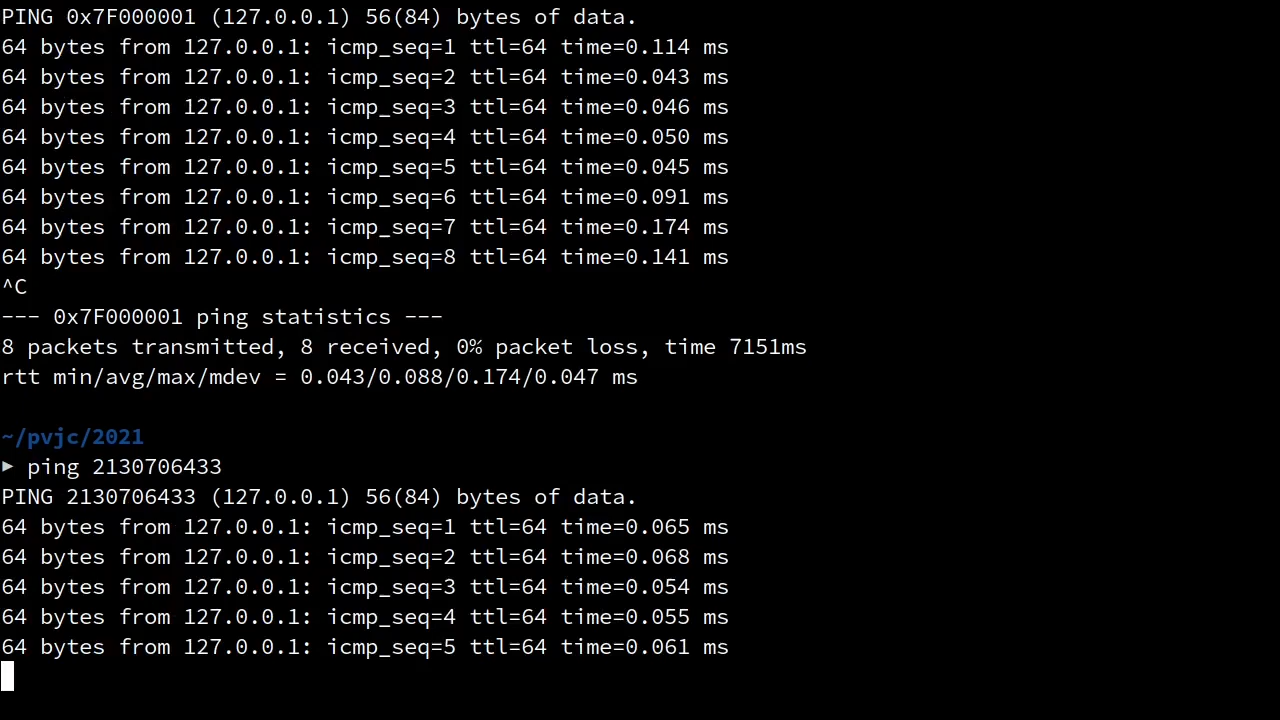 PING 0x7F000001 (127.0.0.1) 56(84) bytes of data.
64 bytes from 127.0.0.1: icmp_seq=1 ttl=64 time=0.114 ms
64 bytes from 127.0.0.1: icmp_seq=2 ttl=64 time=0.043 ms
64 bytes from 127.0.0.1: icmp_seq=3 ttl=64 time=0.046 ms
64 bytes from 127.0.0.1: icmp_seq=4 ttl=64 time=0.050 ms
64 bytes from 127.0.0.1: icmp_seq=5 ttl=64 time=0.045 ms
64 bytes from 127.0.0.1: icmp_seq=6 ttl=64 time=0.091 ms
64 bytes from 127.0.0.1: icmp_seq=7 ttl=64 time=0.174 ms
64 bytes from 127.0.0.1: icmp_seq=8 ttl=64 time=0.141 ms
^C
--- 0x7F000001 ping statistics ---
8 packets transmitted, 8 received, 0% packet loss, time 7151ms
rtt min/avg/max/mdev = 0.043/0.088/0.174/0.047 ms
~/pvjc/2021
► ping 2130706433
PING 2130706433 (127.0.0.1) 56(84) bytes of data.
64 bytes from 127.0.0.1: icmp_seq=1 ttl=64 time=0.065 ms
64 bytes from 127.0.0.1: icmp_seq=2 ttl=64 time=0.068 ms
64 bytes from 127.0.0.1: icmp_seq=3 ttl=64 time=0.054 ms
64 bytes from 127.0.0.1: icmp_seq=4 ttl=64 time=0.055 ms
64 bytes from 127.0.0.1: icmp_seq=5 ttl=64 time=0.061 ms